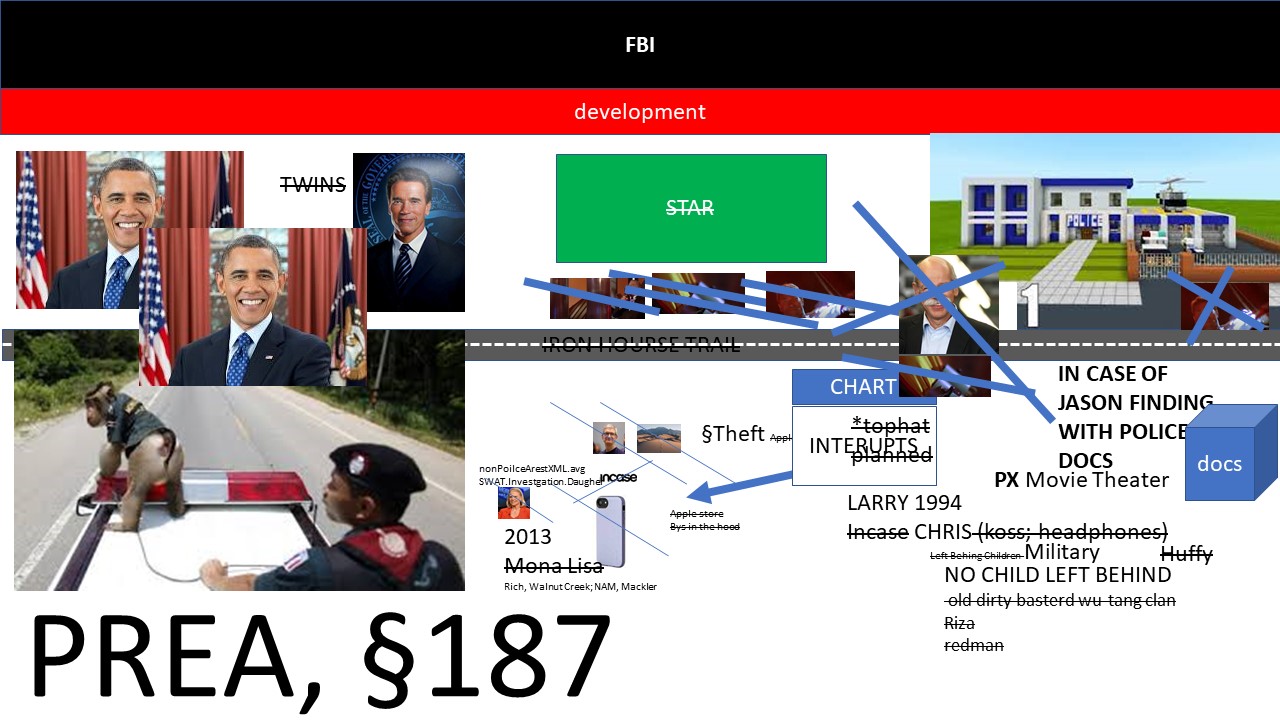 FBI
development
TWINS
STAR
POLICE
1
IRON HOURSE TRAIL
CHART
INTERUPTS
*tophat
planned
IN CASE OF
JASON FINDING
WITH POLICE
DOCS
docs
PX Movie Theater
§Theft Appl
nonPoilceArestXML.avg
SWAT.Investgation.Daugher
incase
Apple store
Bys in the hood
2013
Mona Lisa
Rich, Walnut Creek; NAM, Mackler
LARRY 1994
Incase CHRIS (koss; headphones)
Left Behing Children Military
Huffy
NO CHILD LEFT BEHIND
old dirty basterd wu-tang clan
Riza
redman
PREA, §187